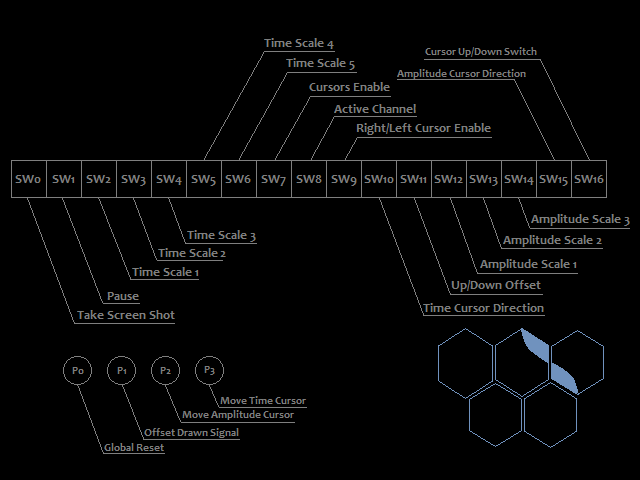 Time Scale 4
Cursor Up/Down Switch
Time Scale 5
Amplitude Cursor Direction
Cursors Enable
Active Channel
Right/Left Cursor Enable
SW0 SW1 SW2 SW3 SW4 SW5 SW6 SW7 SW8 SW9 SW10 SW11 SW12 SW13 SW14 SW15 SW16
Amplitude Scale 3
Time Scale 3
Amplitude Scale 2
Time Scale 2
Amplitude Scale 1
Time Scale 1
Up/Down Offset
Pause
Time Cursor Direction
Take Screen Shot
P0 P1 P2 P3
Move Time Cursor
Move Amplitude Cursor
Offset Drawn Signal
Global Reset